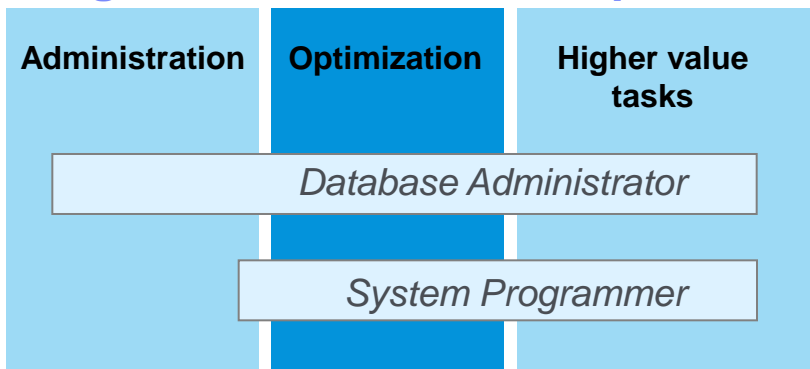 Administration
Optimization
Higher value
tasks
Database Administrator
System Programmer